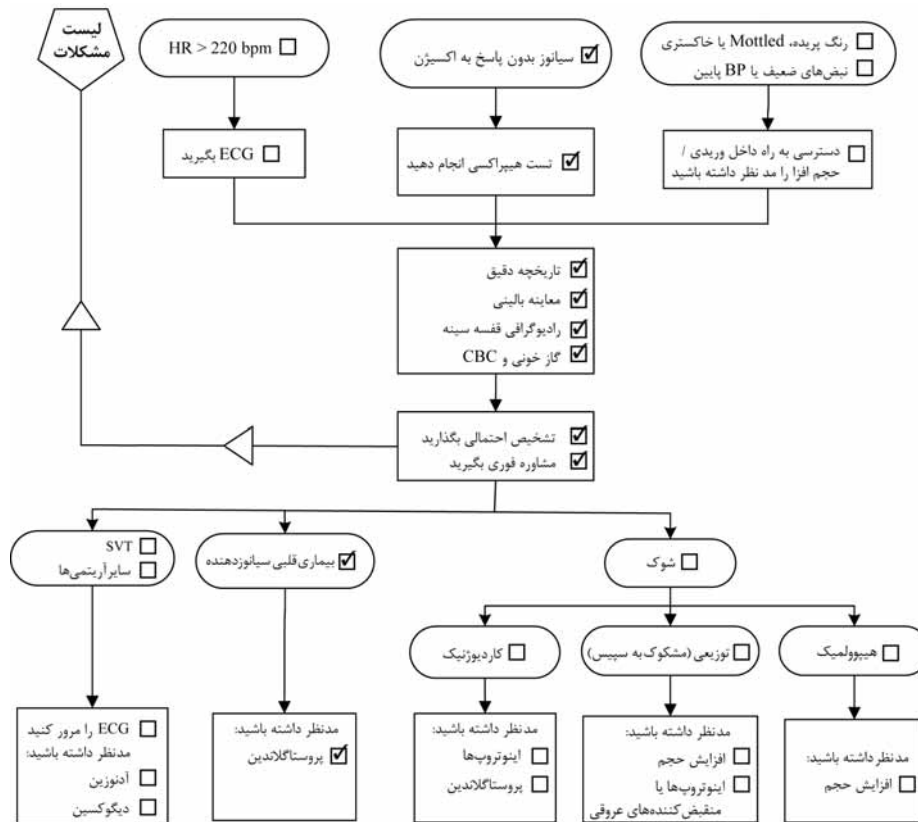 لیست
مشکلات
HR > 220 bpm
سیانوز بدون پاسخ به اکسیژن
رنگ پریده، Mottled یا خاکستری
نبض‌های ضعیف یا BP پایین
ECG بگیرید
تست هیپراکسی انجام دهید
دسترسی به راه داخل وریدی /
حجم افزا را مد نظر داشته باشید
تاریخچه دقیق
معاینه بالینی
رادیوگرافی قفسه سینه
گاز خونی و CBC
تشخیص احتمالی بگذارید
مشاوره فوری بگیرید
SVT
سایر آریتمی‌ها
بیماری قلبی سیانوزدهنده
شوک
کاردیوژنیک
توزیعی (مشکوک به سپیس)
هیپوولمیک
ECG را مرور کنید
مدنظر داشته باشید:
آدنوزین
دیگوکسین
مدنظر داشته باشید:
پروستاگلاندین
مدنظر داشته باشید:
اینوتروپ‌ها
پروستاگلاندین
مدنظر داشته باشید:
افزایش حجم
اینوتروپ‌ها یا
منقبض‌کننده‌های عروقی
مدنظر داشته باشید:
افزایش حجم